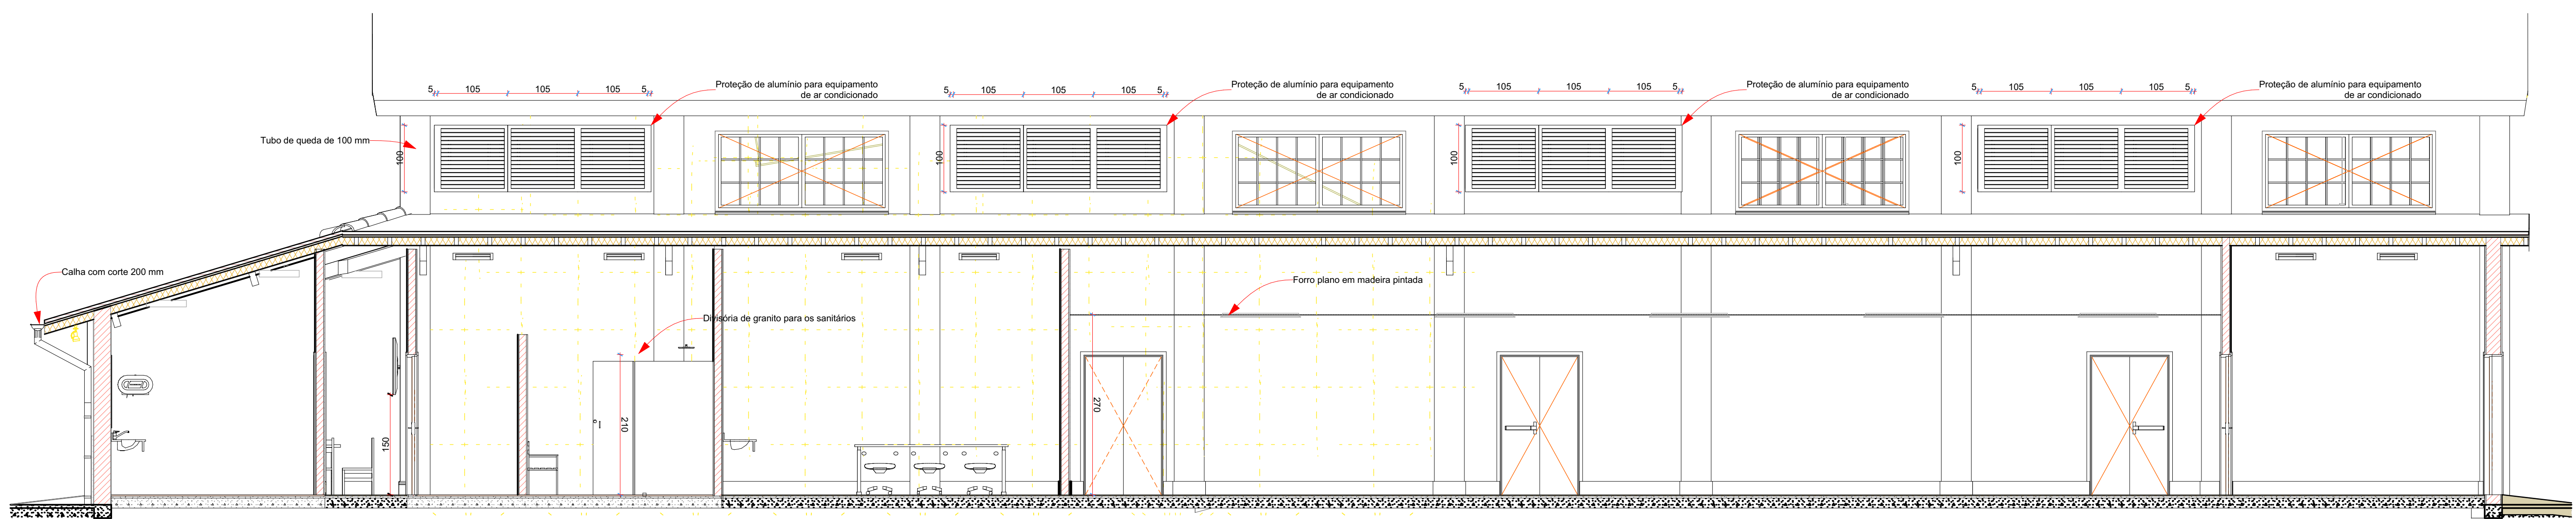 5 105 105 105 5
Proteção de alumínio para equipamento
de ar condicionado
5 105 105 105 5
Proteção de alumínio para equipamento
de ar condicionado
5 105 105 105 5
Proteção de alumínio para equipamento
de ar condicionado
5 105 105 105 5
Proteção de alumínio para equipamento
de ar condicionado
Tubo de queda de 100 mm
100
100
100
100
Calha com corte 200 mm
Forro plano em madeira pintada
Divisória de granito para os sanitários
150
210
270